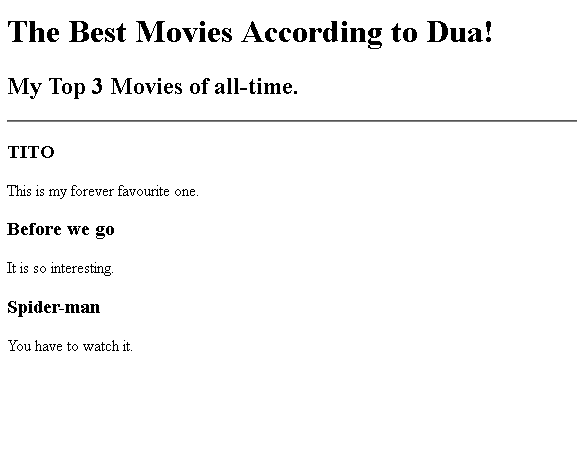 The Best Movies According to Dua!
My Top 3 Movies of all-time.
TITO
This is my forever favourite one.
Before we go
It is so interesting.
Spider-man
You have to watch it.